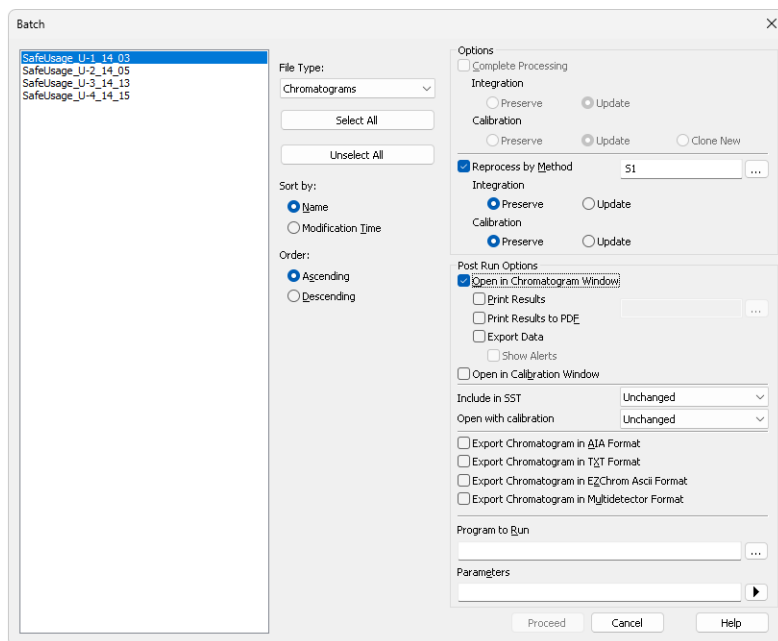 Batch
SafeUsage_U-1_14_03
SafeUsage_U-2_14_05
SafeUsage_U-3_14_13
SafeUsage_U-4_14_15
File Type:
Chromatograms
Select All
Unselect All
Sort by:
Name
Modification Time
Order:
Ascending
Descending
Options
Complete Processing
Integration
Preserve Update
Calibration
Preserve Update Clone New
Reprocess by Method S1 ...
Integration
Preserve Update
Calibration
Preserve Update
Post Run Options
Open in Chromatogram Window
Print Results ...
Print Results to PDF
Export Data
Show Alerts
Open in Calibration Window
Include in SST Unchanged
Open with calibration Unchanged
Export Chromatogram in AIA Format
Export Chromatogram in TXT Format
Export Chromatogram in EZChrom Ascii Format
Export Chromatogram in Multidetector Format
Program to Run
...
Parameters
Proceed Cancel Help